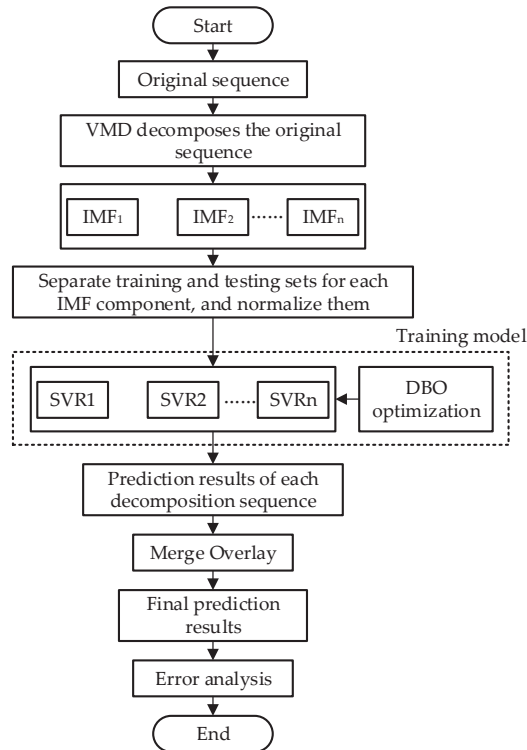 Start
Original sequence
VMD decomposes the original
sequence
IMF1 IMF2 ...... IMFn
Separate training and testing sets for each
IMF component, and normalize them
Training model
SVR1 SVR2 ...... SVRn
DBO
optimization
Prediction results of each
decomposition sequence
Merge Overlay
Final prediction
results
Error analysis
End